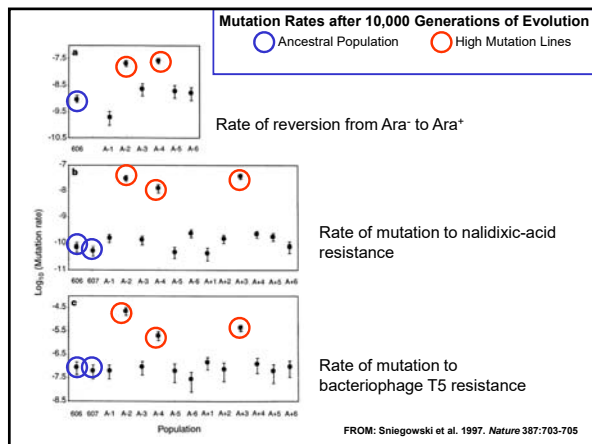 Mutation Rates after 10,000 Generations of Evolution
Ancestral Population
High Mutation Lines
a
-7.5
-8.5
-9.5
-10.5
606 A-1 A-2 A-3 A-4 A-5 A-6
Rate of reversion from Ara- to Ara+
b
-7
-8
-9
-10
-11
606 607 A-1 A-2 A-3 A-4 A-5 A-6 A+1 A+2 A+3 A+4 A+5 A+6
Rate of mutation to nalidixic-acid
resistance
Log10 (Mutation rate)
c
-4.5
-5.5
-6.5
-7.5
-8.5
606 607 A-1 A-2 A-3 A-4 A-5 A-6 A+1 A+2 A+3 A+4 A+5 A+6
Population
Rate of mutation to
bacteriophage T5 resistance
FROM: Sniegowski et al. 1997. Nature 387:703-705